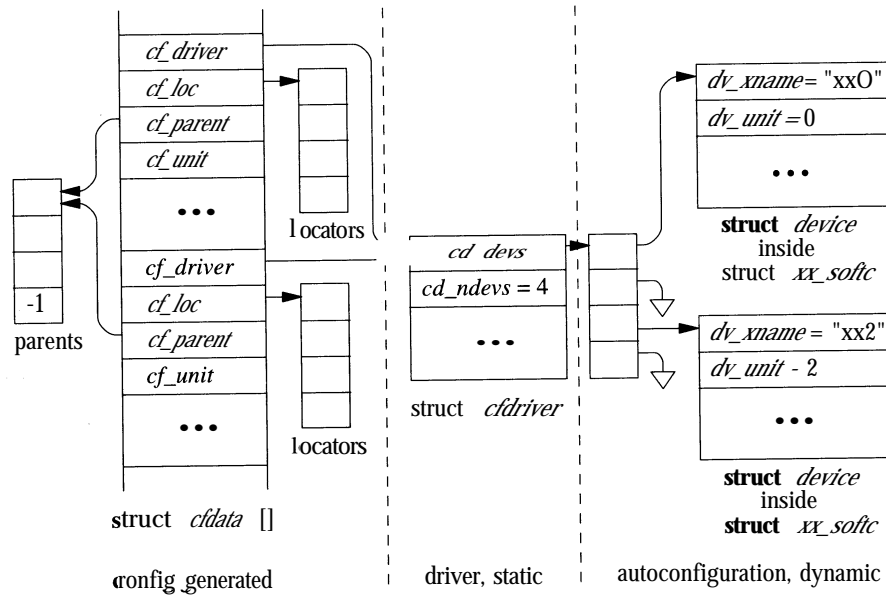 cf_driver
cf_loc
cf_parent
cf_unit
•••
locators
cf_driver
cf_loc
cf_parent
cf_unit
•••
locators
-1
parents
struct cfdata []
config generated
cd devs
cd_ndevs = 4
•••
struct cfdriver
driver, static
dv_xname = "xxO"
dv_unit = 0
•••
struct device
inside
struct xx_softc
dv_xname = "xx2"
dv_unit - 2
•••
struct device
inside
struct xx_softc
autoconfiguration, dynamic